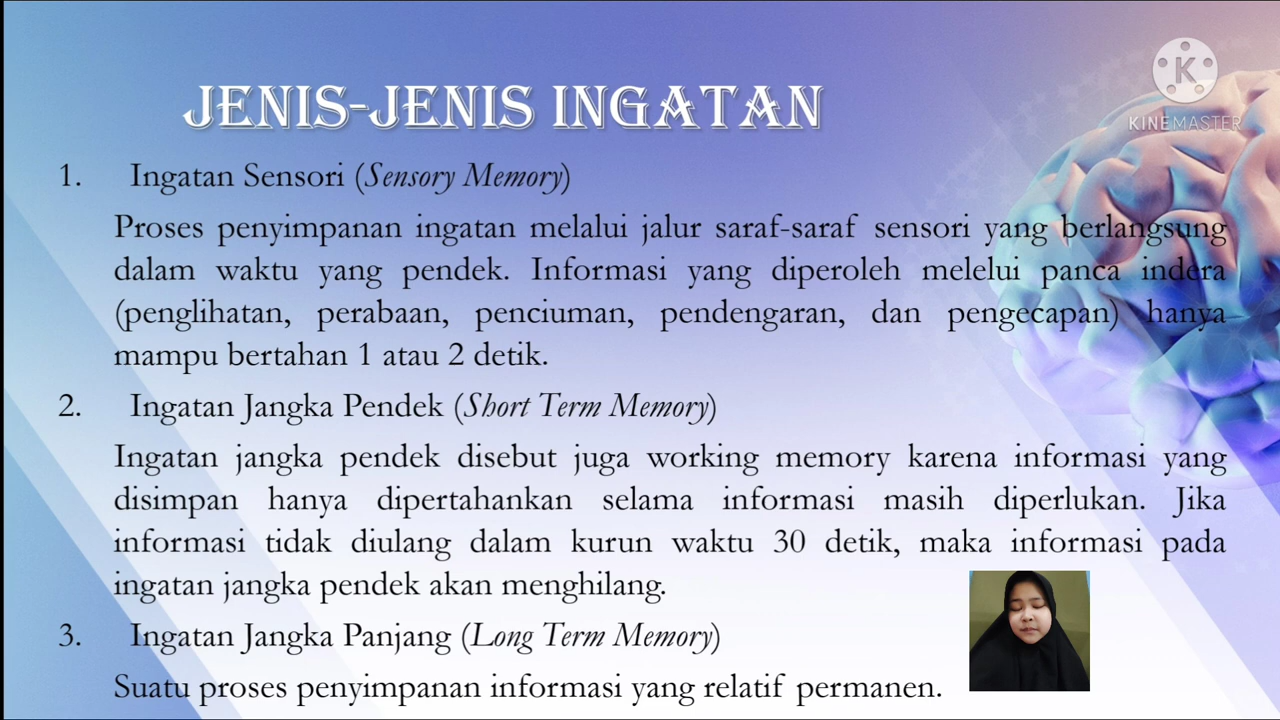 JENIS-JENIS INGATAN
KINEMASTER
1. Ingatan Sensori (Sensory Memory)
Proses penyimpanan ingatan melalui jalur saraf-saraf sensori yang berlangsung
dalam waktu yang pendek. Informasi yang diperoleh melelui panca indera
(penglihatan, perabaan, penciuman, pendengaran, dan pengecapan) hanya
mampu bertahan 1 atau 2 detik.
2. Ingatan Jangka Pendek (Short Term Memory)
Ingatan jangka pendek disebut juga working memory karena informasi yang
disimpan hanya dipertahankan selama informasi masih diperlukan. Jika
informasi tidak diulang dalam kurun waktu 30 detik, maka informasi pada
ingatan jangka pendek akan menghilang.
3. Ingatan Jangka Panjang (Long Term Memory)
Suatu proses penyimpanan informasi yang relatif permanen.